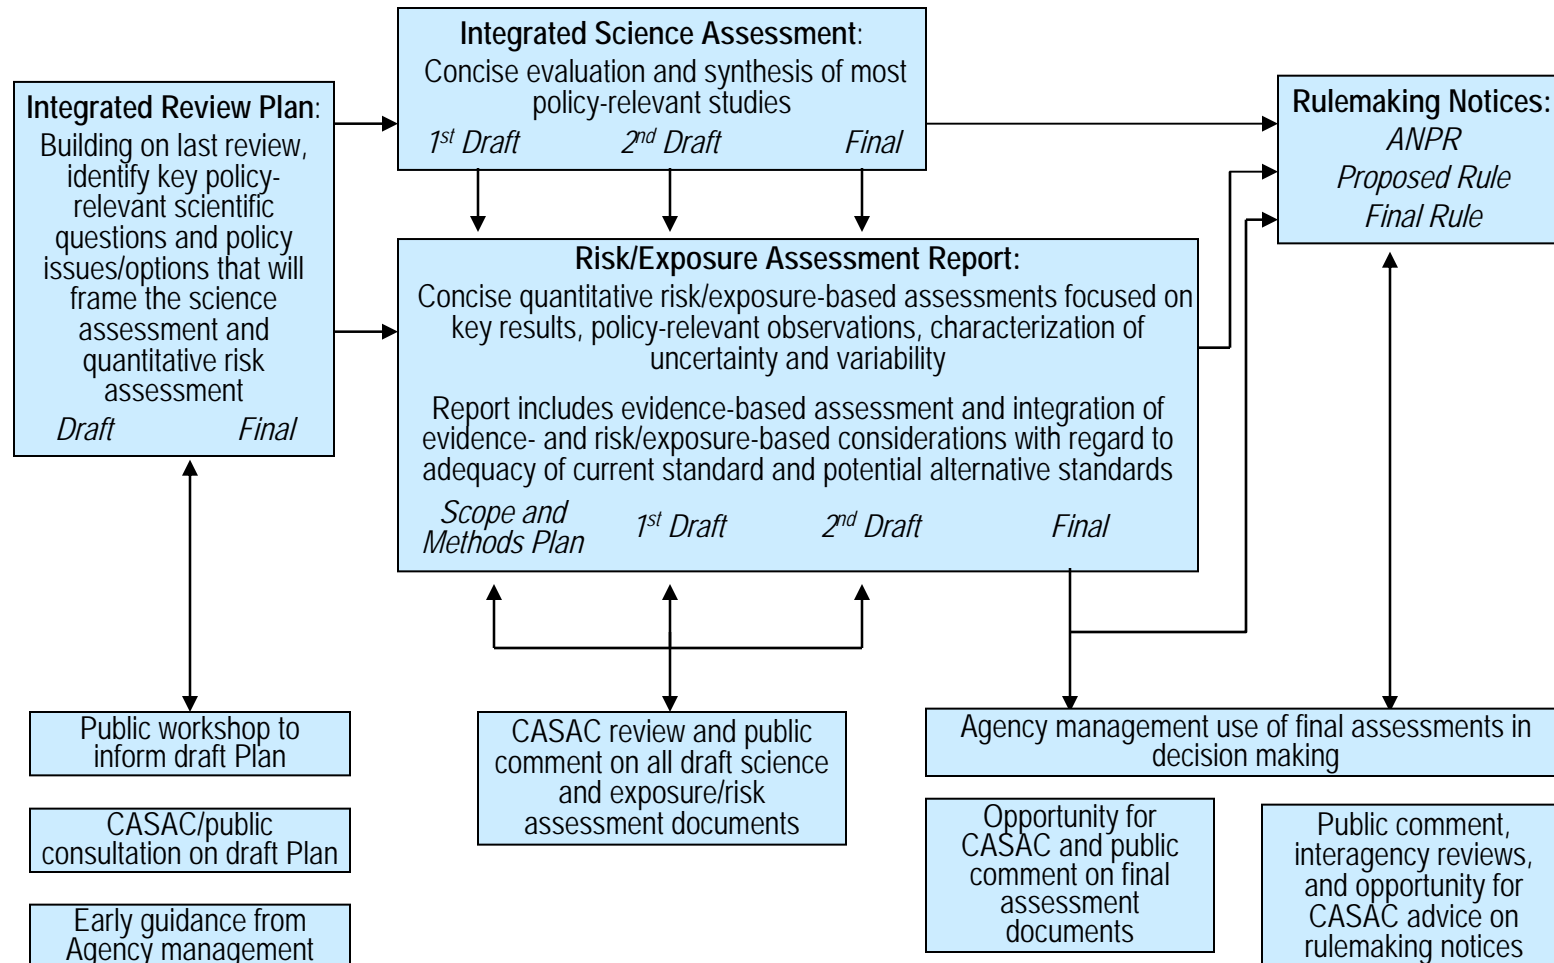 Integrated Science Assessment:
Concise evaluation and synthesis of most
policy-relevant studies
1st Draft 2nd Draft Final
Integrated Review Plan:
Building on last review,
identify key policy-
relevant scientific
questions and policy
issues/options that will
frame the science
assessment and
quantitative risk
assessment
Draft Final
Rulemaking Notices:
ANPR
Proposed Rule
Final Rule
Risk/Exposure Assessment Report:
Concise quantitative risk/exposure-based assessments focused on
key results, policy-relevant observations, characterization of
uncertainty and variability
Report includes evidence-based assessment and integration of
evidence- and risk/exposure-based considerations with regard to
adequacy of current standard and potential alternative standards
Scope and
Methods Plan 1st Draft 2nd Draft Final
Public workshop to
inform draft Plan
CASAC/public
consultation on draft Plan
Early guidance from
Agency management
CASAC review and public
comment on all draft science
and exposure/risk
assessment documents
Agency management use of final assessments in
decision making
Opportunity for
CASAC and public
comment on final
assessment
documents
Public comment,
interagency reviews,
and opportunity for
CASAC advice on
rulemaking notices